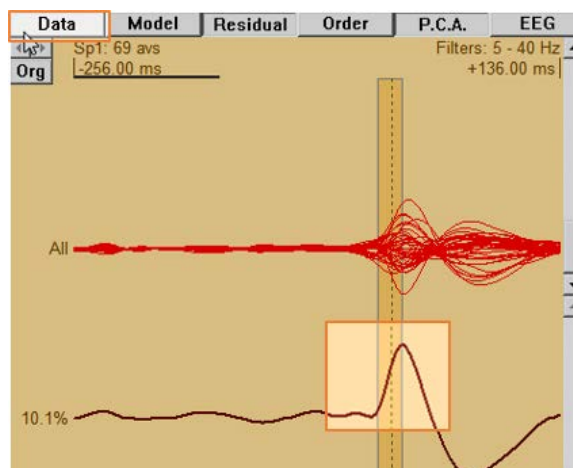 Data Model Residual Order P.C.A. EEG
Sp1: 69 avs Filters: 5 - 40 Hz
Org -256.00 ms +136.00 ms
All
10.1%